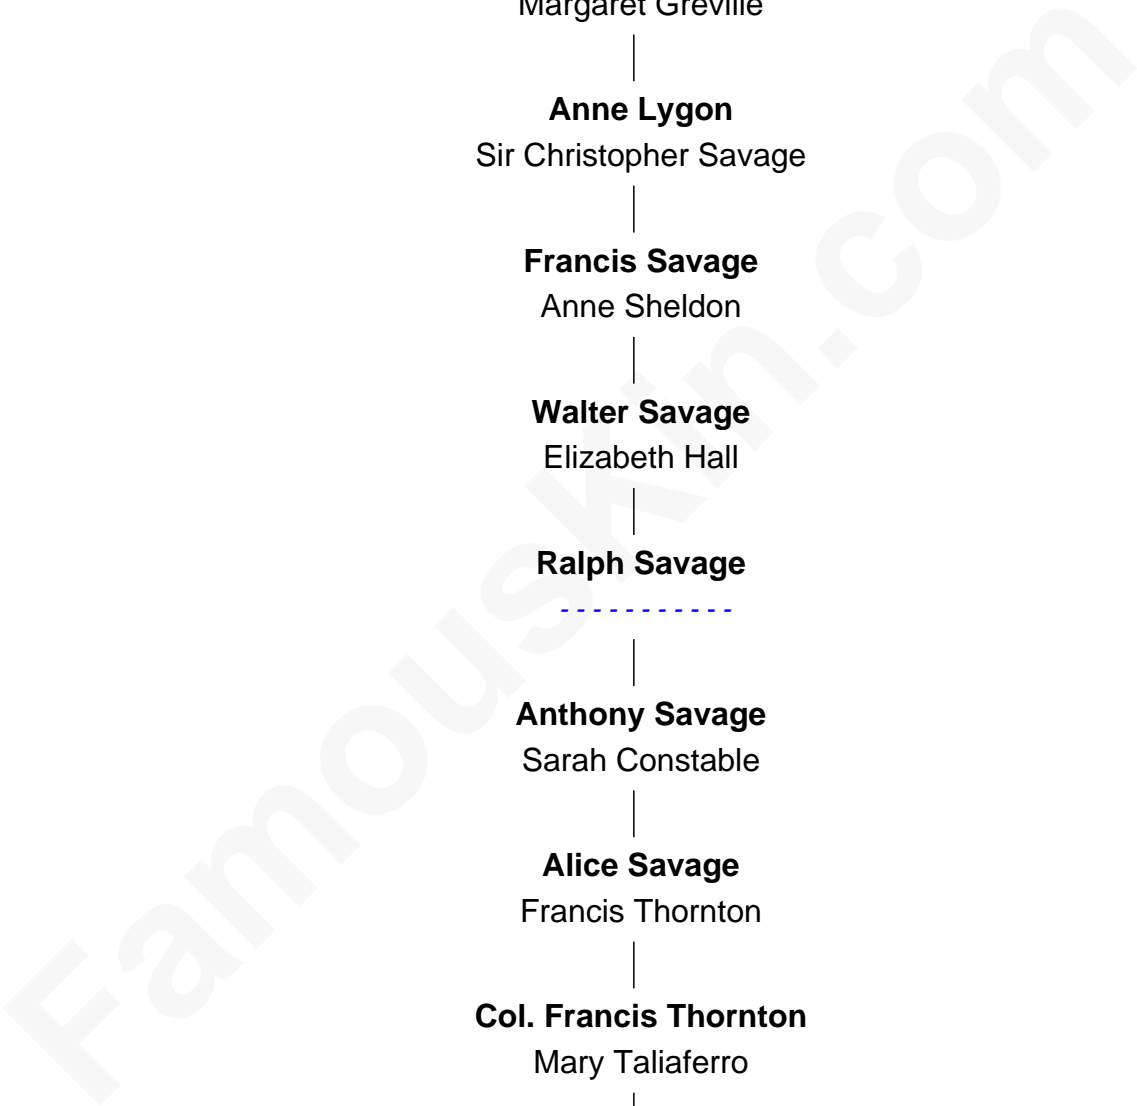 Margaret Greville
Anne Lygon
Sir Christopher Savage
Francis Savage
Anne Sheldon
Walter Savage
Elizabeth Hall
Ralph Savage
- - - - - - - - - - -
Anthony Savage
Sarah Constable
Alice Savage
Francis Thornton
Col. Francis Thornton
Mary Taliaferro
FamousKin.com